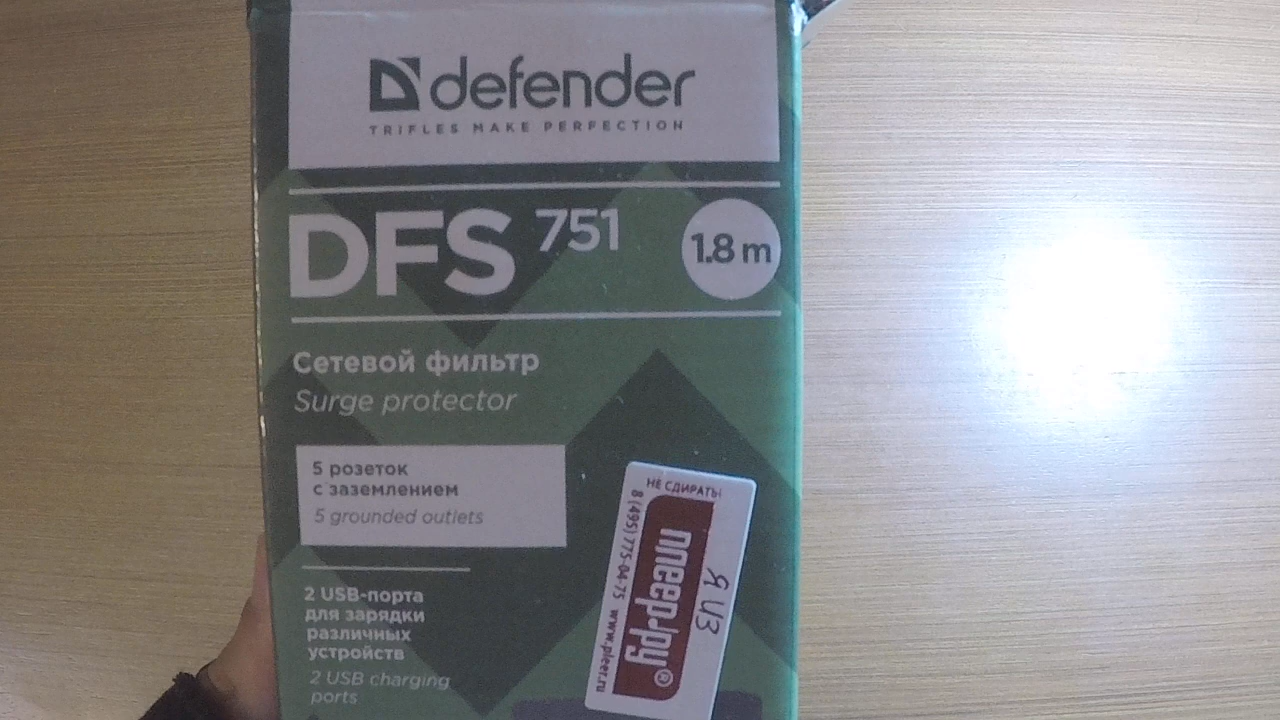 defender
TRIFLES MAKE PERFECTION
DFS 751
1.8 m
Сетевой фильтр
Surge protector
5 розеток
с заземлением
5 grounded outlets
2 USB-порта
для зарядки
различных
устройств
2 USB charging
ports
НЕ СДИРАТЬ!
Я ИЗ
плеер.ру®
8(495)775-04-75 www.pleer.ru